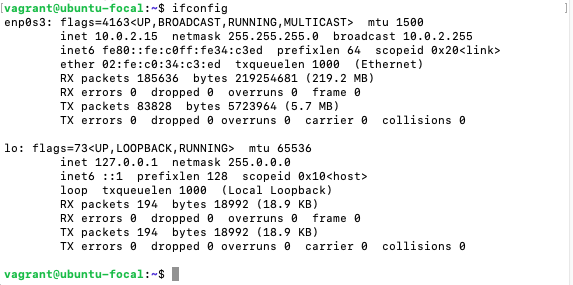 [vagrant@ubuntu-focal:~$ ifconfig ]
enp0s3: flags=4163<UP,BROADCAST,RUNNING,MULTICAST>  mtu 1500
        inet 10.0.2.15  netmask 255.255.255.0  broadcast 10.0.2.255
        inet6 fe80::fe:c0ff:fe34:c3ed  prefixlen 64  scopeid 0x20<link>
        ether 02:fe:c0:34:c3:ed  txqueuelen 1000  (Ethernet)
        RX packets 185636  bytes 219254681 (219.2 MB)
        RX errors 0  dropped 0  overruns 0  frame 0
        TX packets 83828  bytes 5723964 (5.7 MB)
        TX errors 0  dropped 0 overruns 0  carrier 0  collisions 0

lo: flags=73<UP,LOOPBACK,RUNNING>  mtu 65536
        inet 127.0.0.1  netmask 255.0.0.0
        inet6 ::1  prefixlen 128  scopeid 0x10<host>
        loop  txqueuelen 1000  (Local Loopback)
        RX packets 194  bytes 18992 (18.9 KB)
        RX errors 0  dropped 0  overruns 0  frame 0
        TX packets 194  bytes 18992 (18.9 KB)
        TX errors 0  dropped 0 overruns 0  carrier 0  collisions 0

vagrant@ubuntu-focal:~$